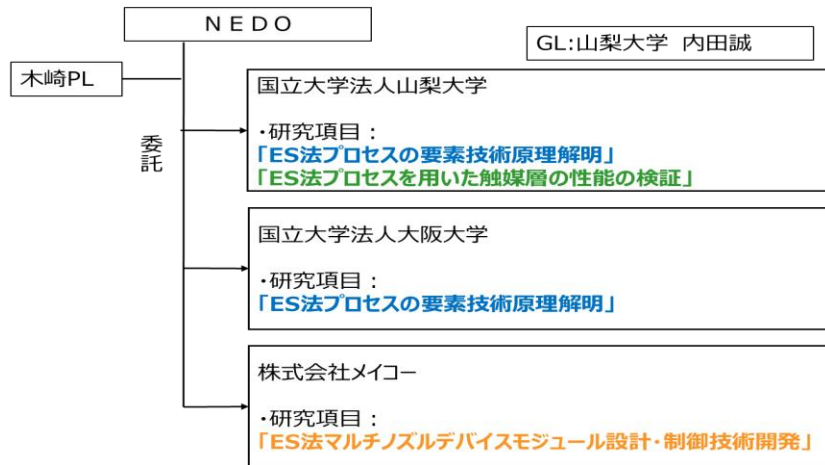 NEDO
GL:山梨大学 内田誠
木崎PL
委託
国立大学法人山梨大学
・研究項目：
「ES法プロセスの要素技術原理解明」
「ES法プロセスを用いた触媒層の性能の検証」
国立大学法人大阪大学
・研究項目：
「ES法プロセスの要素技術原理解明」
株式会社メイコー
・研究項目：
「ES法マルチノズルデバイスモジュール設計・制御技術開発」